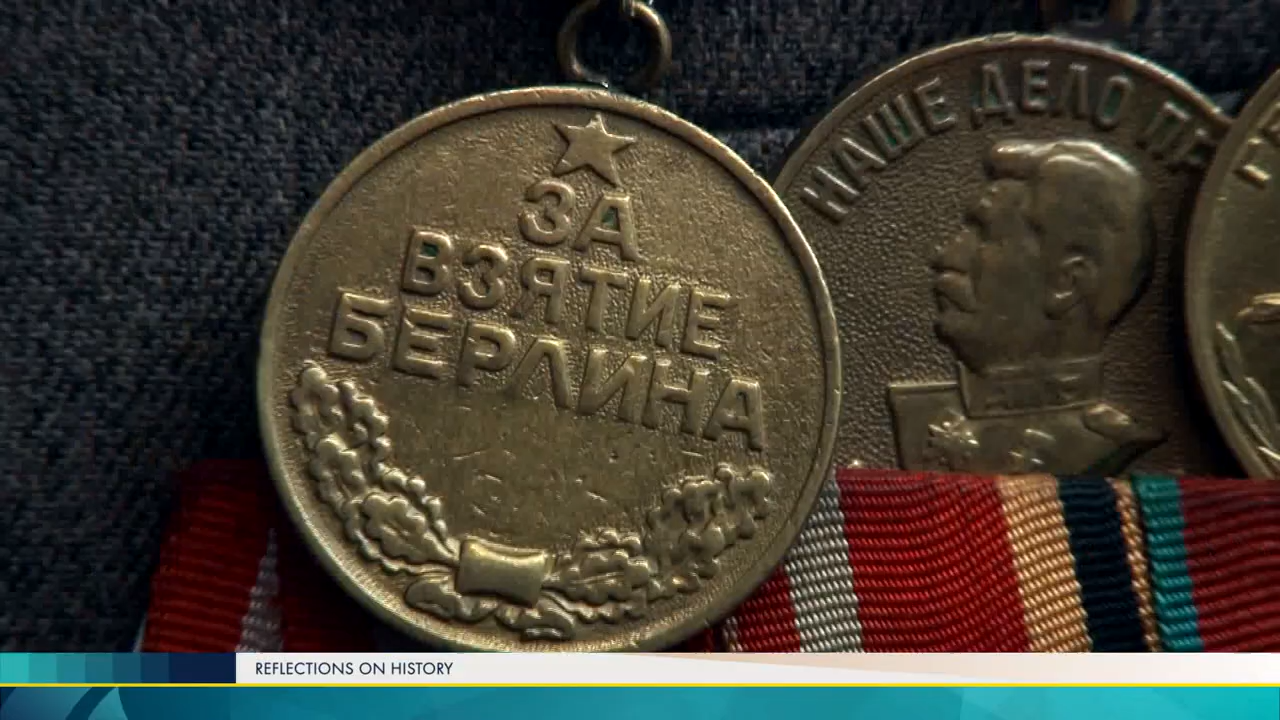 ЗА
ВЗЯТИЕ
БЕРЛИНА
НАШЕ ДЕЛО
REFLECTIONS ON HISTORY